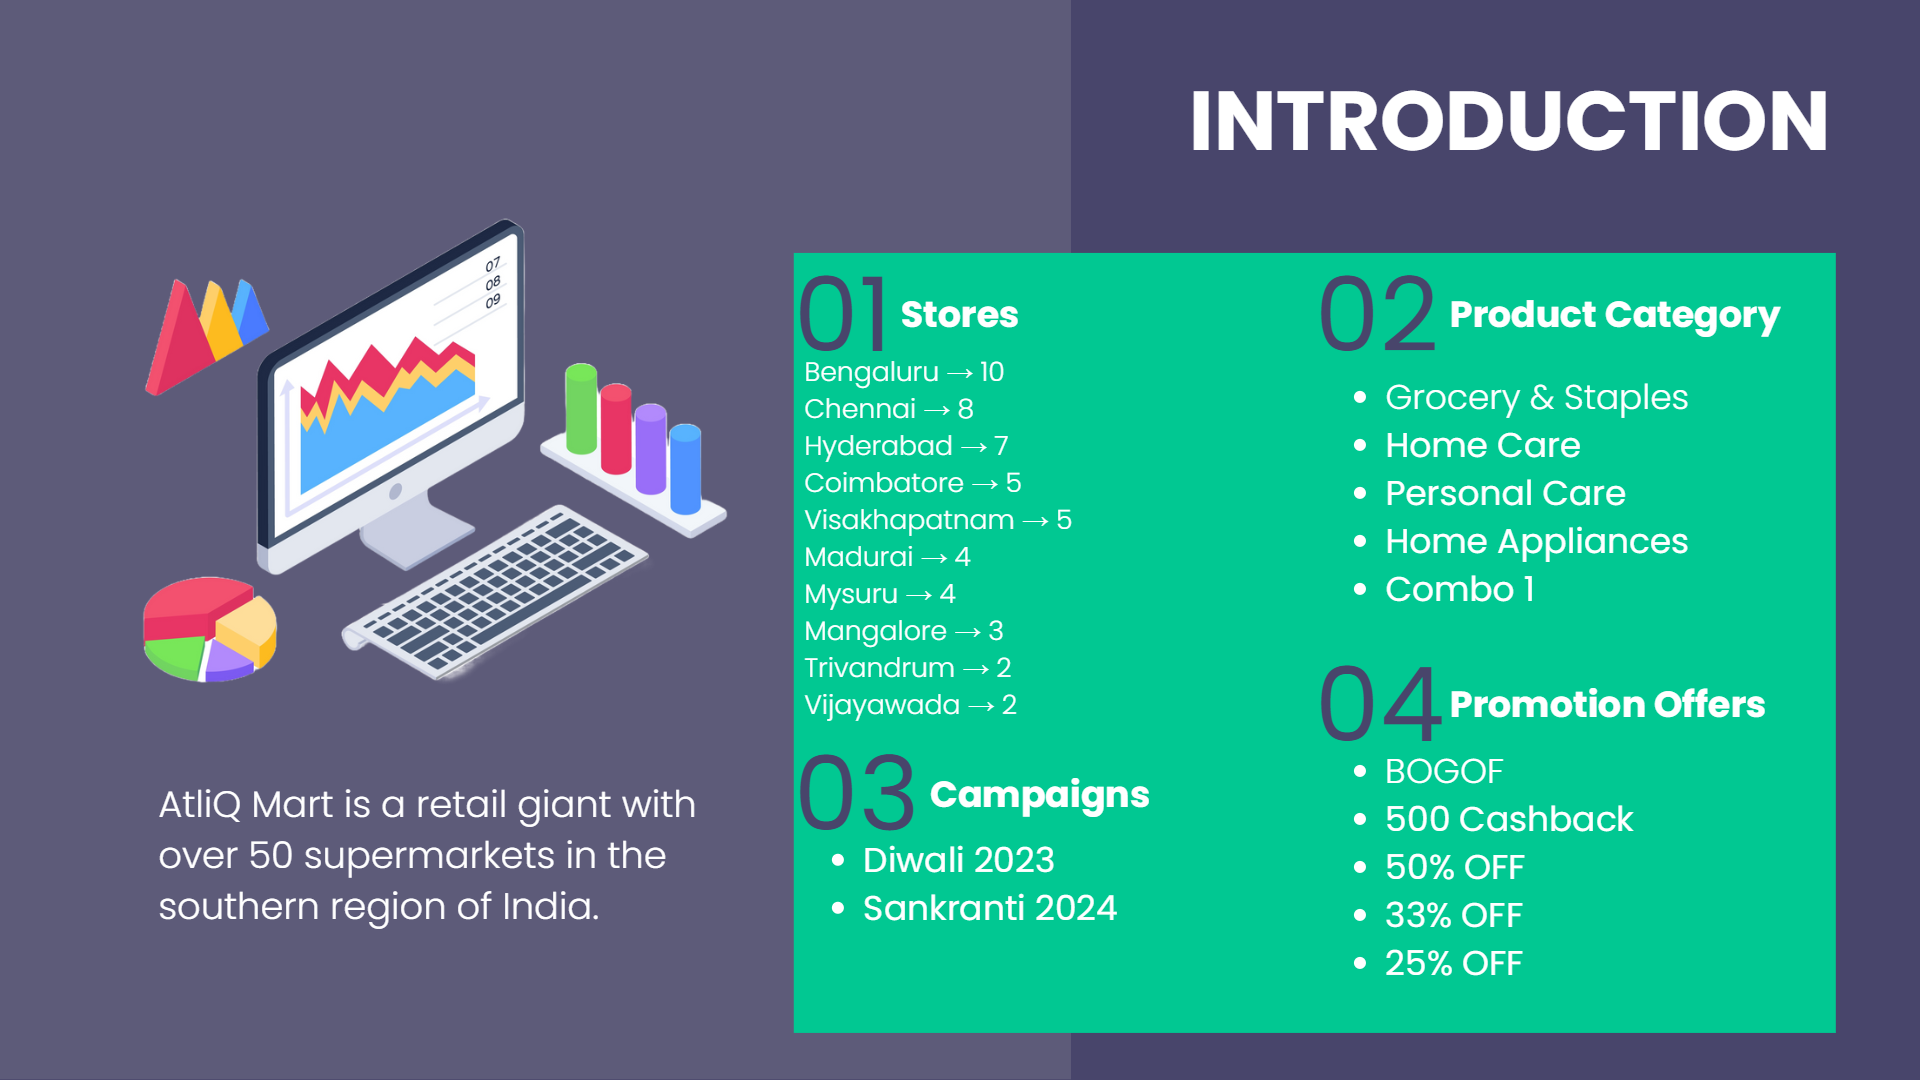 INTRODUCTION
07
08
09
01 Stores
Bengaluru → 10
Chennai → 8
Hyderabad → 7
Coimbatore → 5
Visakhapatnam → 5
Madurai → 4
Mysuru → 4
Mangalore → 3
Trivandrum → 2
Vijayawada → 2
02 Product Category
• Grocery & Staples
• Home Care
• Personal Care
• Home Appliances
• Combo 1
03 Campaigns
• Diwali 2023
• Sankranti 2024
04 Promotion Offers
• BOGOF
• 500 Cashback
• 50% OFF
• 33% OFF
• 25% OFF
AtliQ Mart is a retail giant with
over 50 supermarkets in the
southern region of India.